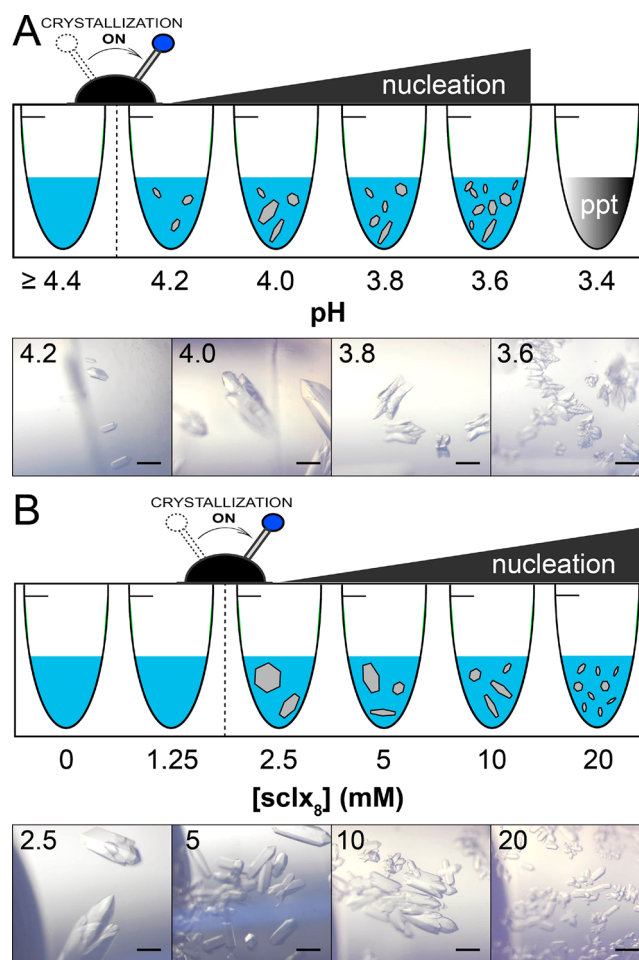 A
CRYSTALLIZATION
ON
nucleation
ppt
≥ 4.4 4.2 4.0 3.8 3.6 3.4
pH
4.2 4.0 3.8 3.6
B
CRYSTALLIZATION
ON
nucleation
0 1.25 2.5 5 10 20
[sclx₈] (mM)
2.5 5 10 20